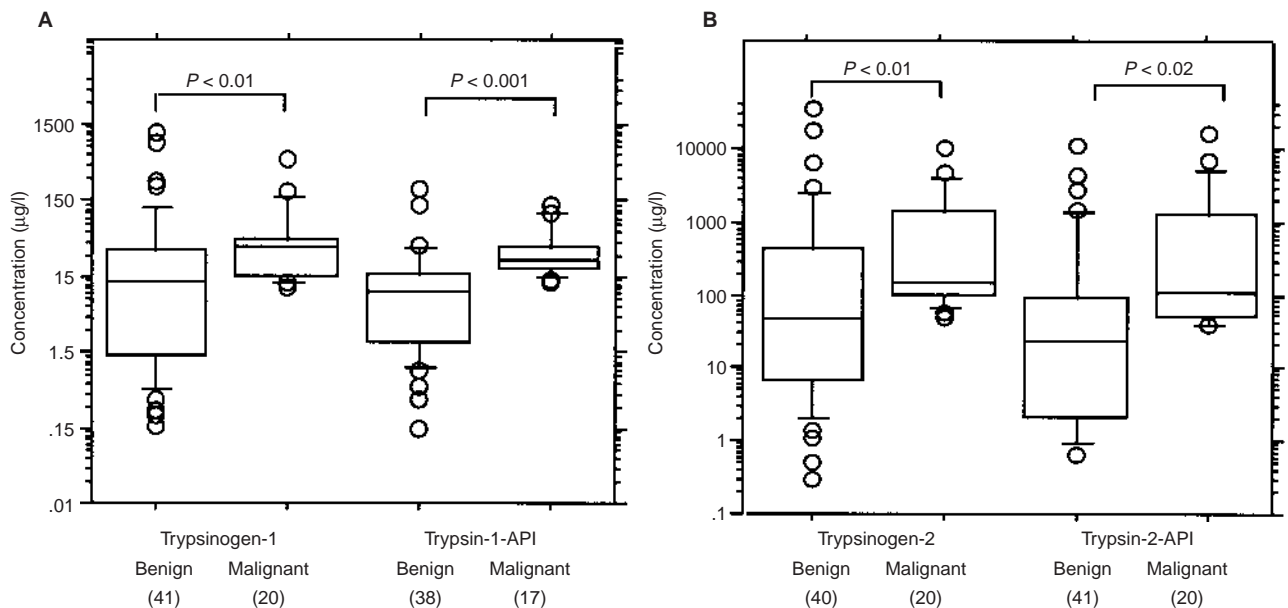 A
P < 0.01
P < 0.001
Concentration (µg/l)
1500
150
15
1.5
.15
.01
Trypsinogen-1 Trypsin-1-API
Benign Malignant Benign Malignant
(41) (20) (38) (17)
B
P < 0.01
P < 0.02
Concentration (µg/l)
10000
1000
100
10
1
.1
Trypsinogen-2 Trypsin-2-API
Benign Malignant Benign Malignant
(40) (20) (41) (20)